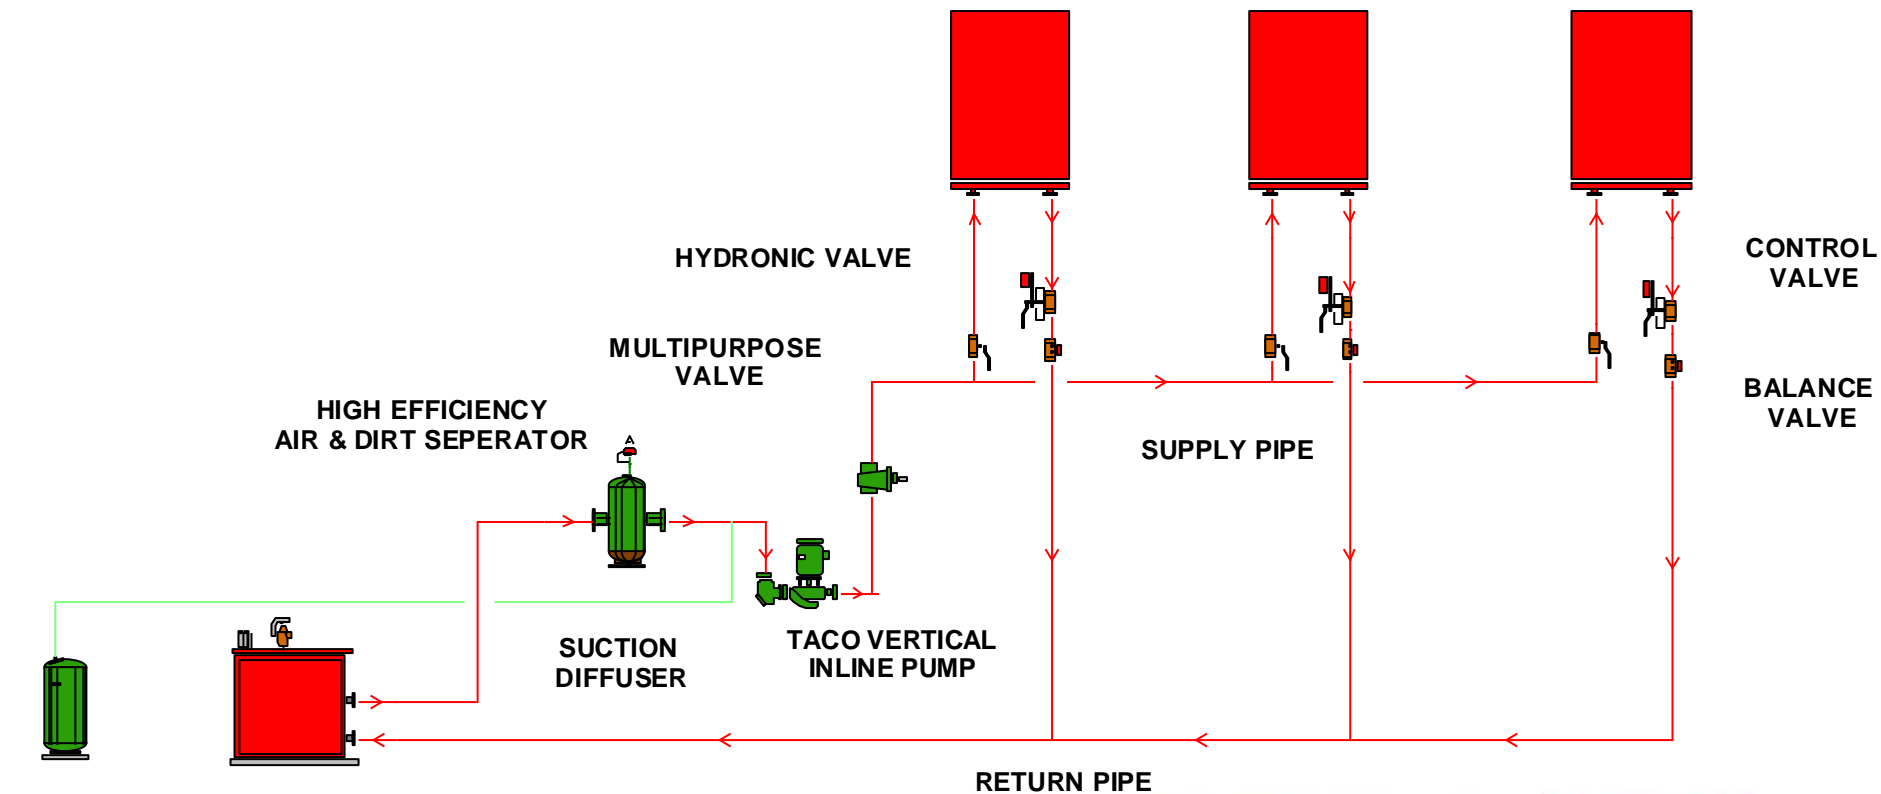 HYDRONIC VALVE
CONTROL
VALVE
MULTIPURPOSE
VALVE
BALANCE
VALVE
HIGH EFFICIENCY
AIR & DIRT SEPERATOR
SUPPLY PIPE
SUCTION
DIFFUSER
TACO VERTICAL
INLINE PUMP
RETURN PIPE